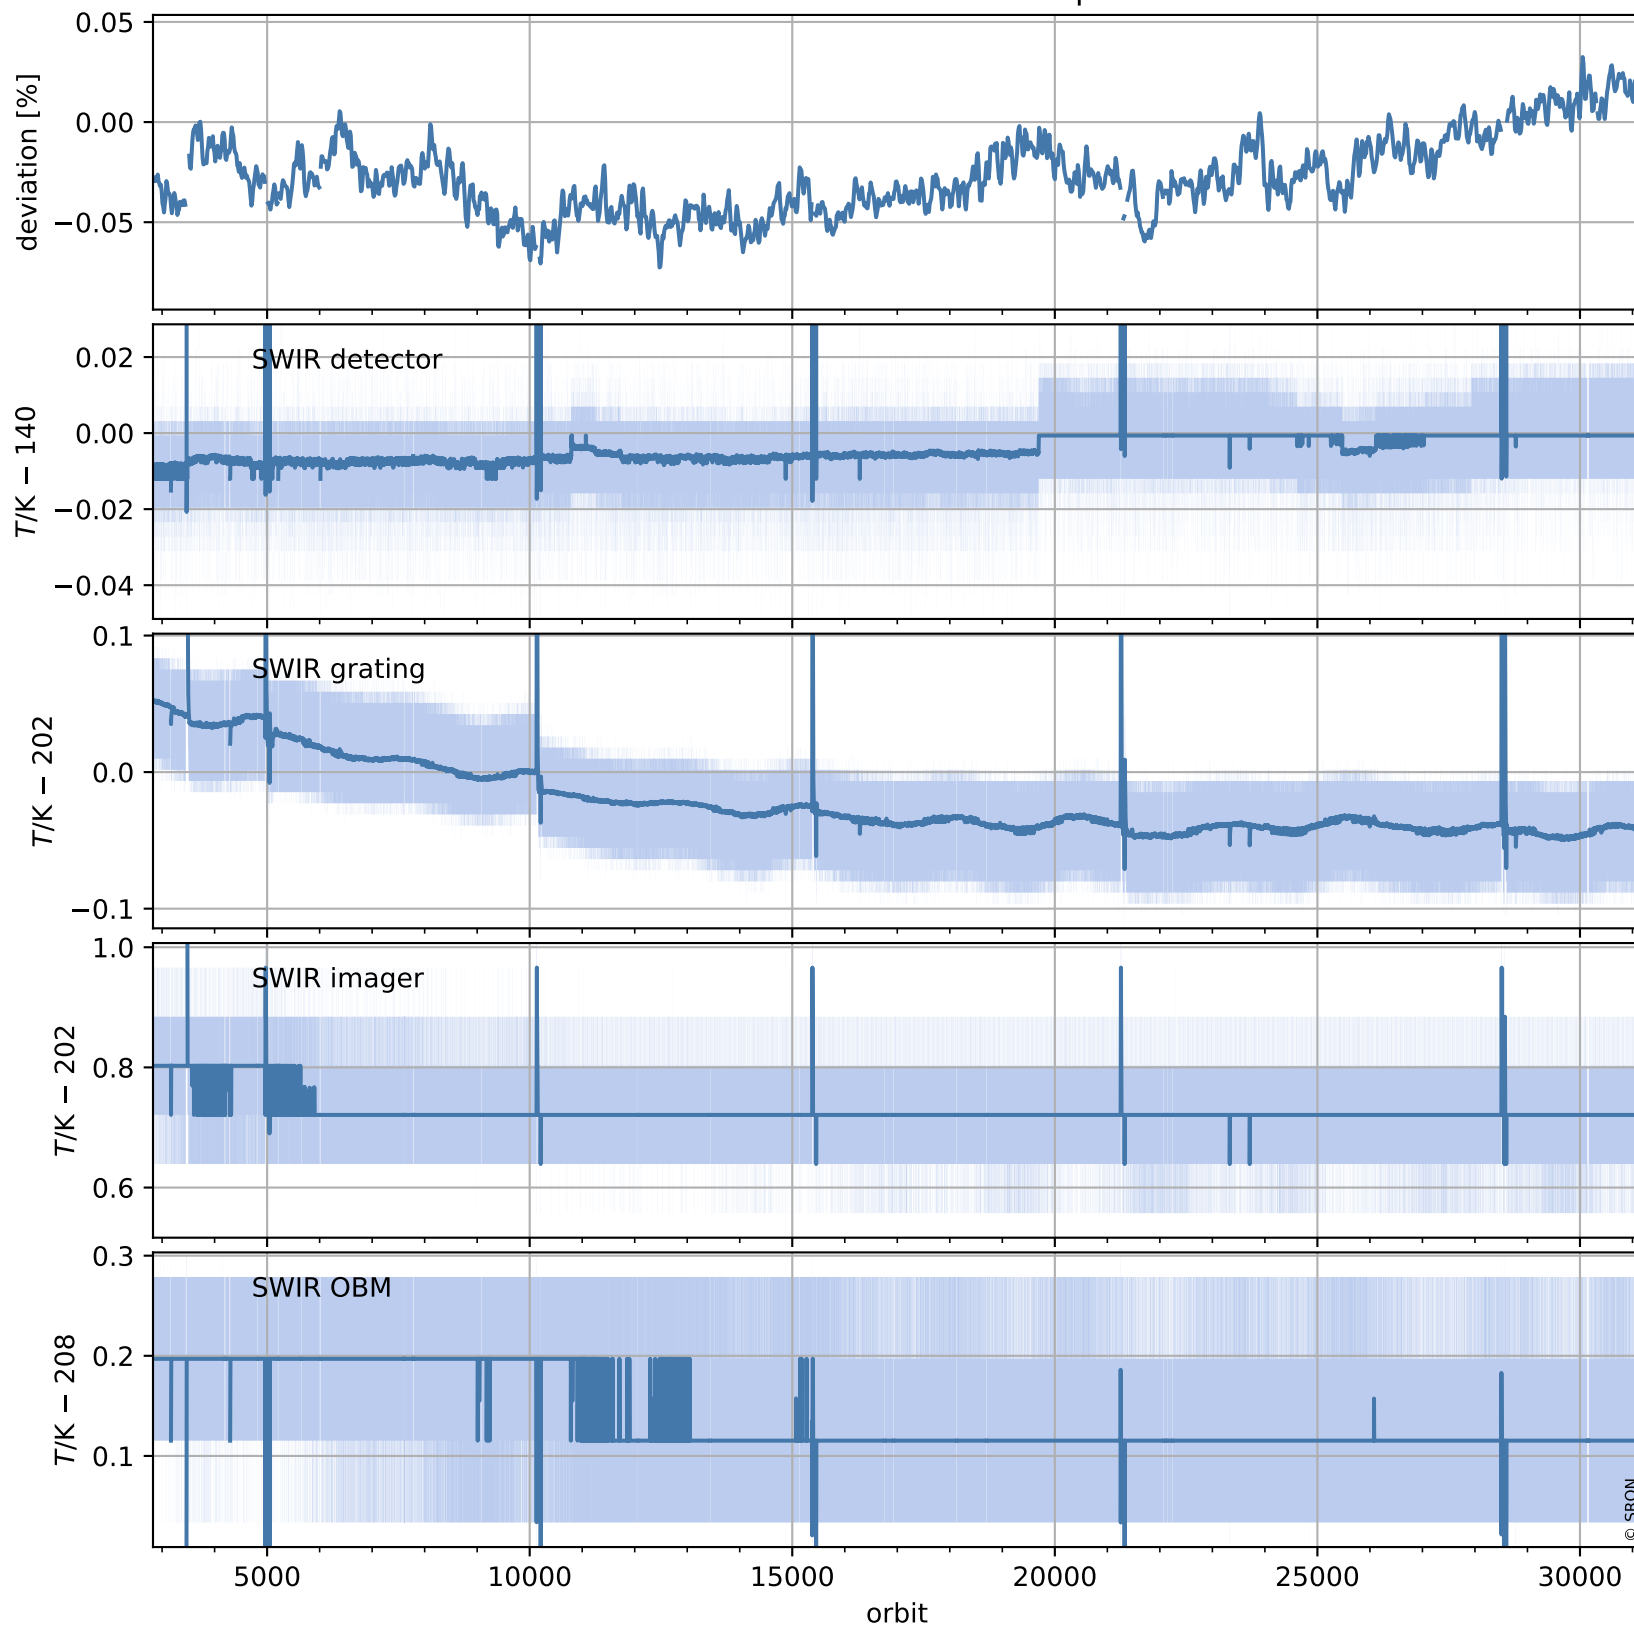 0.05
0.00
−0.05
deviation [%]
SWIR detector
0.02
0.00
−0.02
−0.04
T/K − 140
SWIR grating
0.1
0.0
−0.1
T/K − 202
SWIR imager
1.0
0.8
0.6
T/K − 202
SWIR OBM
0.3
0.2
0.1
T/K − 208
© SRON
5000 10000 15000 20000 25000 30000
orbit